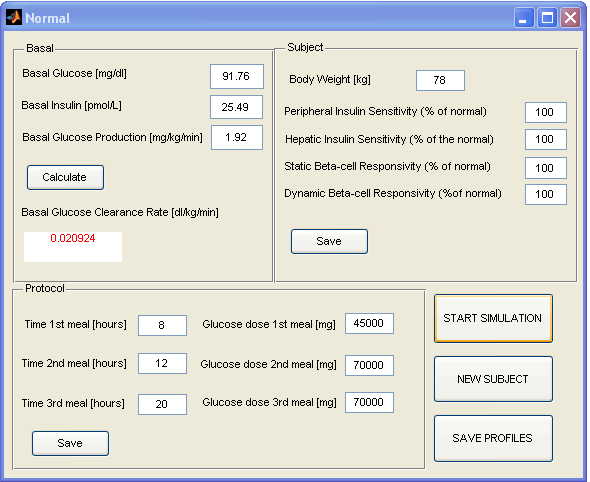 Normal
Basal
Basal Glucose [mg/dl] 91.76
Basal Insulin [pmol/L] 25.49
Basal Glucose Production [mg/kg/min] 1.92
Calculate
Basal Glucose Clearance Rate [dl/kg/min]
0.020924
Subject
Body Weight [kg] 78
Peripheral Insulin Sensitivity (% of normal) 100
Hepatic Insulin Sensitivity (% of the normal) 100
Static Beta-cell Responsivity (% of normal) 100
Dynamic Beta-cell Responsivity (%of normal) 100
Save
Protocol
Time 1st meal [hours] 8 Glucose dose 1st meal [mg] 45000
Time 2nd meal [hours] 12 Glucose dose 2nd meal [mg] 70000
Time 3rd meal [hours] 20 Glucose dose 3rd meal [mg] 70000
Save
START SIMULATION
NEW SUBJECT
SAVE PROFILES